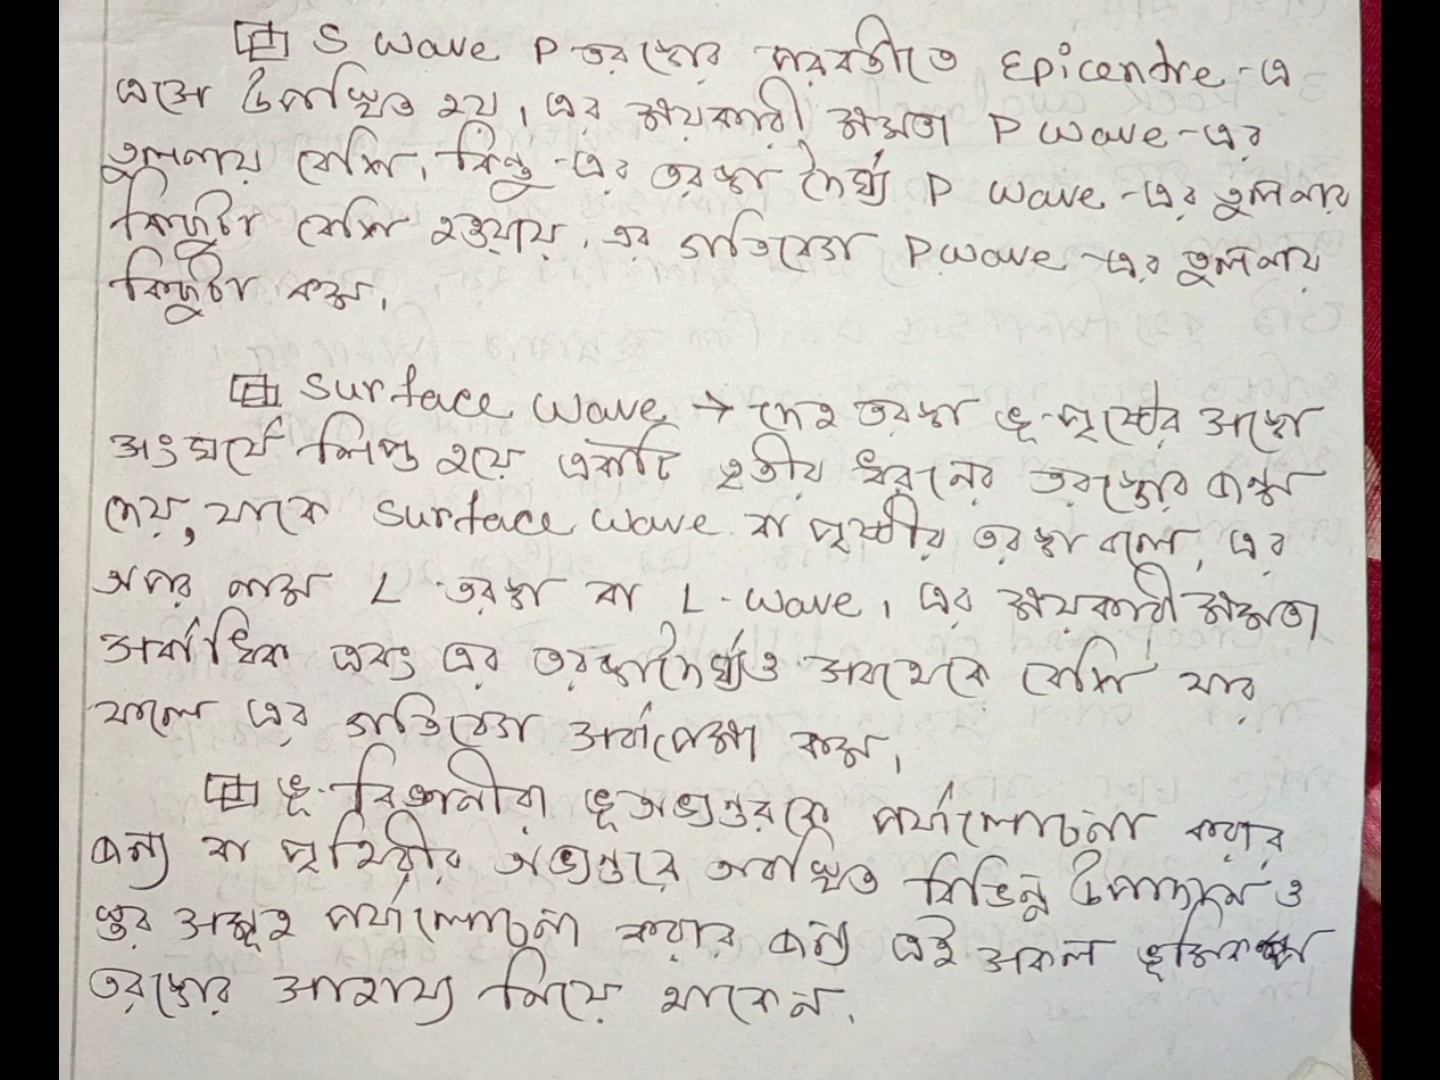 S wave P তরঙ্গের পরবর্তীতে Epicentre-এ
এসে উপস্থিত হয়। এর ক্ষয়কারী ক্ষমতা P wave-এর
তুলনায় বেশি। কিন্তু-এর তরঙ্গ দৈর্ঘ্য P wave-এর তুলনায়
কিছুটা বেশি হওয়ায়, এর গতিবেগ P wave-এর তুলনায়
কিছুটা কম।
Surface wave → দেহ তরঙ্গ ভূ-পৃষ্ঠের সঙ্গে
সংঘর্ষে লিপ্ত হয়ে একটি তৃতীয় ধরনের তরঙ্গের জন্ম
দেয়, যাকে surface wave বা পৃষ্ঠীয় তরঙ্গ বলে, এর
অপর নাম L-তরঙ্গ বা L-wave। এর ক্ষয়কারী ক্ষমতা
সর্বাধিক এবং এর তরঙ্গদৈর্ঘ্যও সবথেকে বেশি যার
ফলে এর গতিবেগ সর্বাপেক্ষা কম।
ভূ-বিজ্ঞানীরা ভূঅভ্যন্তরকে পর্যালোচনা করার
জন্য বা পৃথিবীর অভ্যন্তরে অবস্থিত বিভিন্ন উপাদান ও
স্তর সমূহ পর্যালোচনা করার জন্য এই সকল ভূমিকম্প
তরঙ্গের সাহায্য নিয়ে থাকেন।